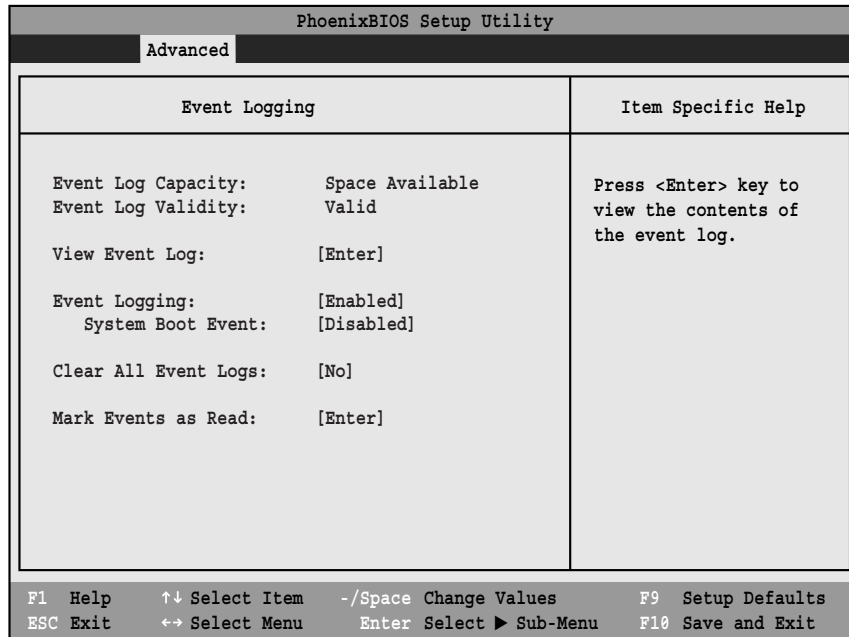 PhoenixBIOS Setup Utility
Advanced
Event Logging
Item Specific Help
Event Log Capacity: Space Available
Event Log Validity: Valid
View Event Log: [Enter]
Event Logging: [Enabled]
System Boot Event: [Disabled]
Clear All Event Logs: [No]
Mark Events as Read: [Enter]
Press <Enter> key to
view the contents of
the event log.
F1 Help ↑↓ Select Item -/Space Change Values F9 Setup Defaults
ESC Exit ←→ Select Menu Enter Select ▶ Sub-Menu F10 Save and Exit